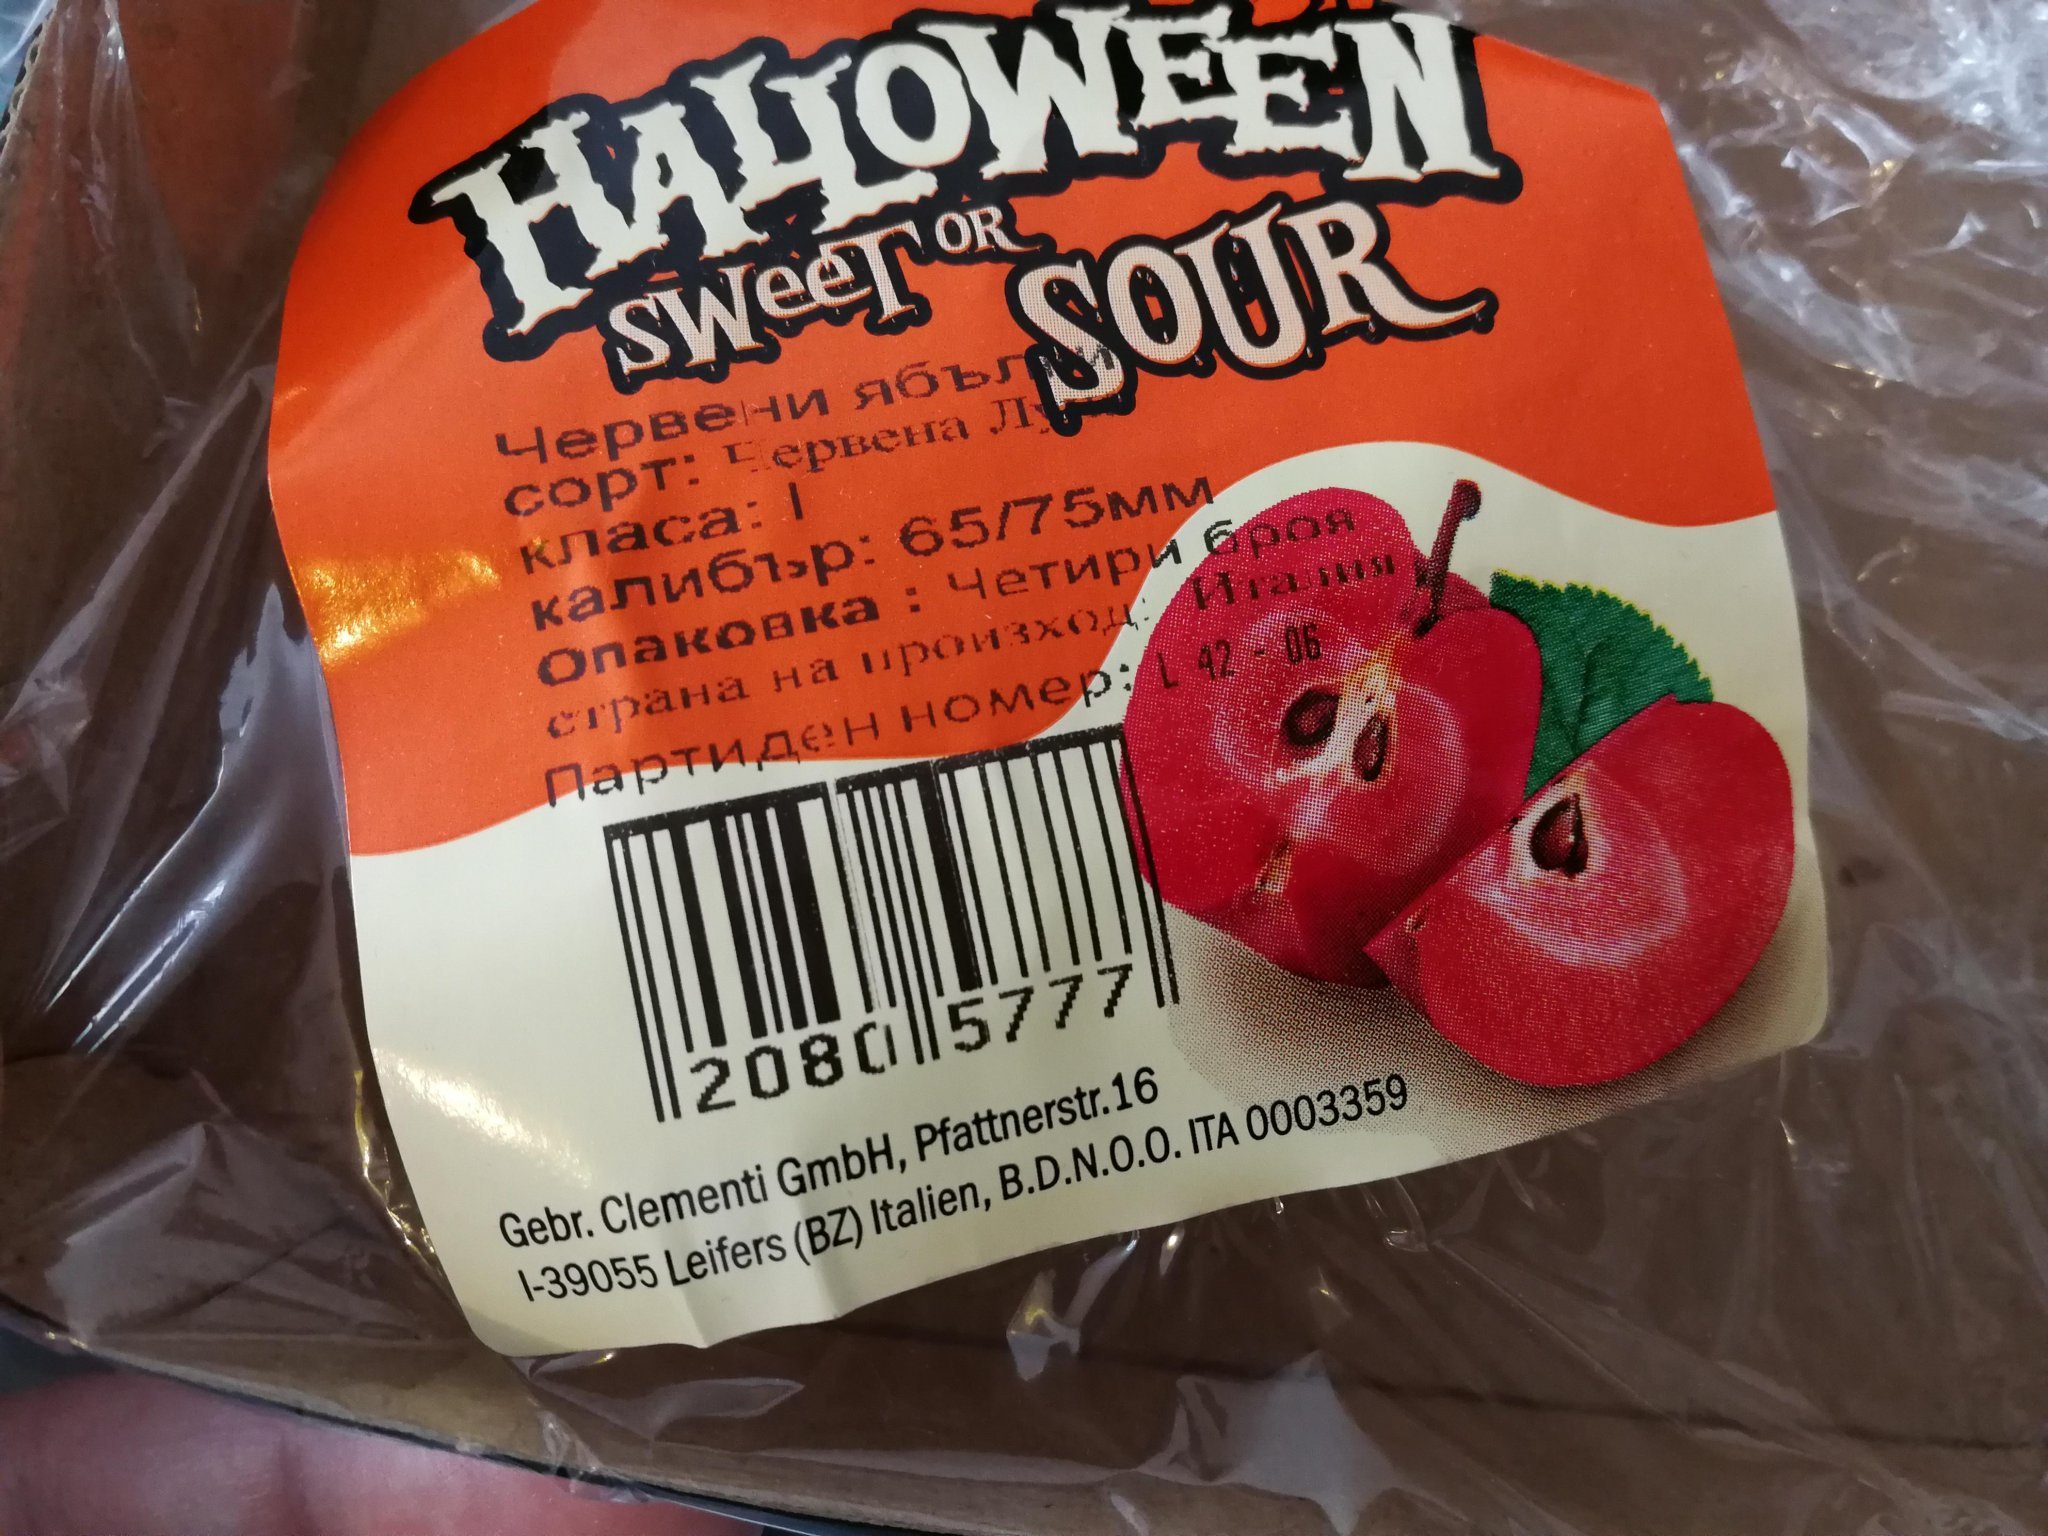 HALLOWEEN
SWEET OR SOUR
Червени ябълки
сорт: Червена
класа: I
калибър: 65/75мм
Опаковка : Четири броя
страна на произход: Италия
Партиден номер: L 42 - 06
2080 5777
Gebr. Clementi GmbH, Pfattnerstr.16
I-39055 Leifers (BZ) Italien, B.D.N.O.O. ITA 0003359